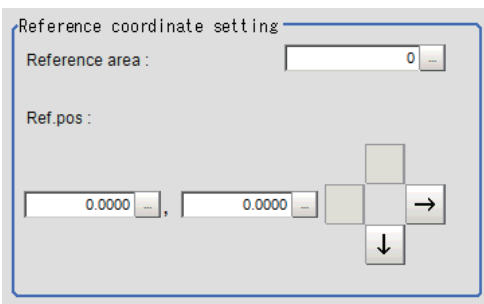 Reference coordinate setting
Reference area : 0 ...
Ref.pos :
0.0000 ... , 0.0000 ...
→
↓